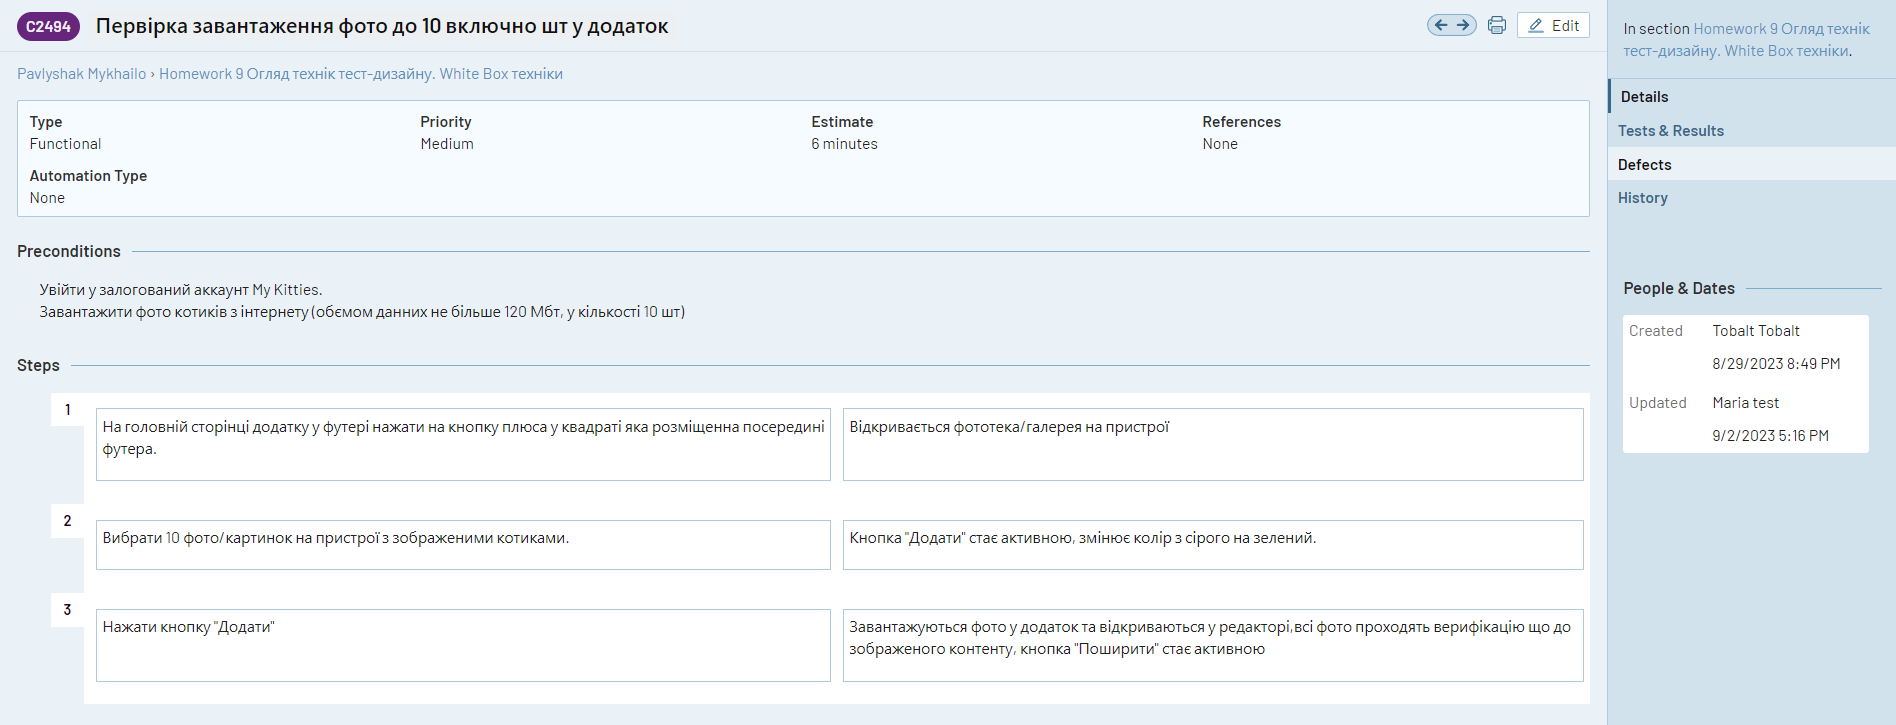 C2494 Первірка завантаження фото до 10 включно шт у додаток
Edit
Pavlyshak Mykhailo › Homework 9 Огляд технік тест-дизайну. White Box техніки
Type Priority Estimate References
Functional Medium 6 minutes None
Automation Type
None
Preconditions
Увійти у залогований аккаунт My Kitties.
Завантажити фото котиків з інтернету (обємом данних не більше 120 Мбт, у кількості 10 шт)
Steps
1
На головній сторінці додатку у футері нажати на кнопку плюса у квадраті яка розміщенна посередині
футера.
Відкривається фототека/галерея на пристрої
2
Вибрати 10 фото/картинок на пристрої з зображеними котиками.
Кнопка "Додати" стає активною, змінює колір з сірого на зелений.
3
Нажати кнопку "Додати"
Завантажуються фото у додаток та відкриваються у редакторі,всі фото проходять верифікацію що до
зображеного контенту, кнопка "Поширити" стає активною
In section Homework 9 Огляд технік
тест-дизайну. White Box техніки.
Details
Tests & Results
Defects
History
People & Dates
Created Tobalt Tobalt
8/29/2023 8:49 PM
Updated Maria test
9/2/2023 5:16 PM